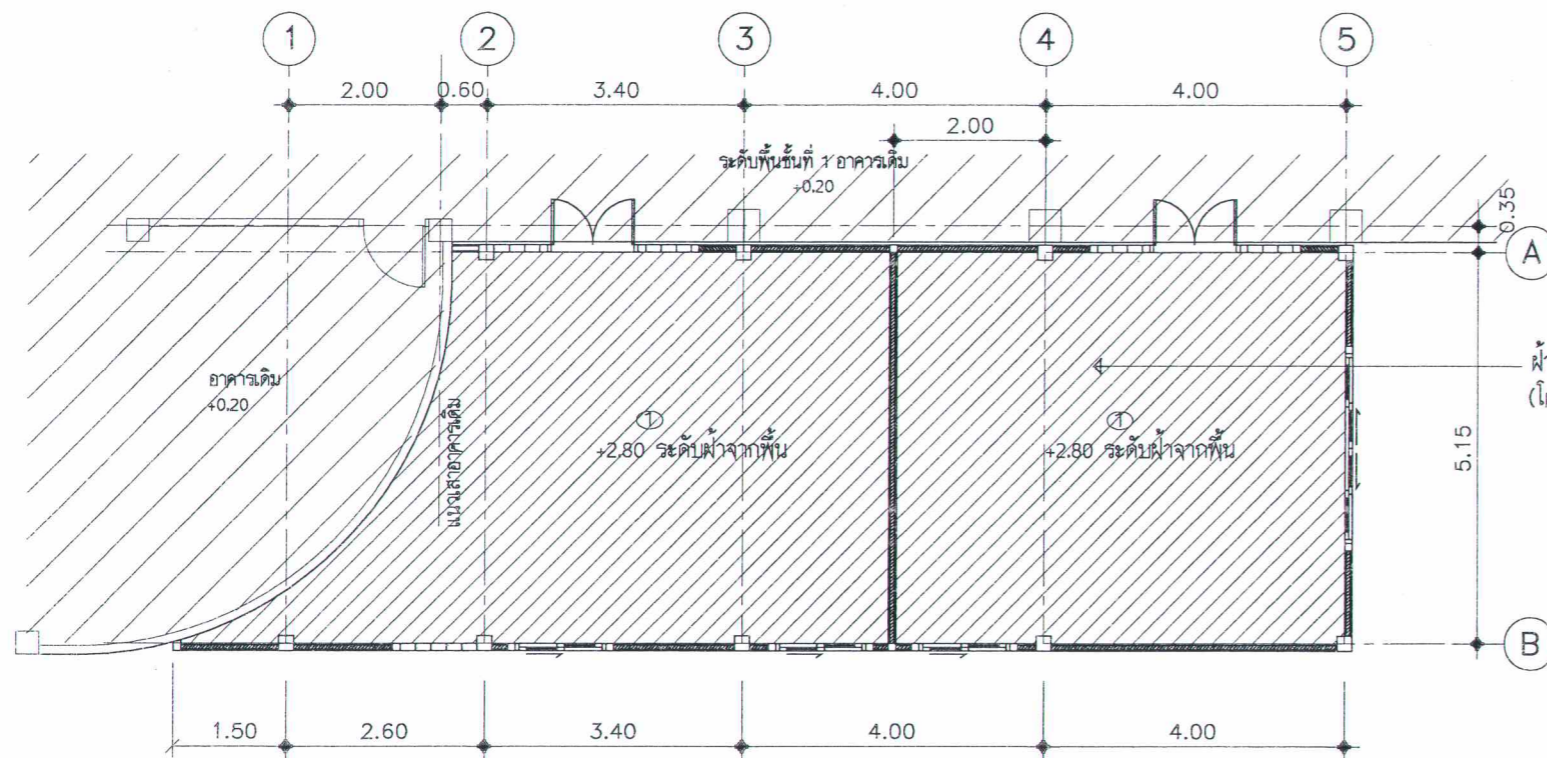 1 2 3 4 5
2.00 0.60 3.40 4.00 4.00
2.00
ระดับพื้นชั้นที่ 1 อาคารเดิม
+0.20
0.35
A
อาคารเดิม
+0.20
แนวเสาอาคารเดิม
1
+2.80 ระดับฝ้าจากพื้น
1
+2.80 ระดับฝ้าจากพื้น
5.15
B
1.50 2.60 3.40 4.00 4.00